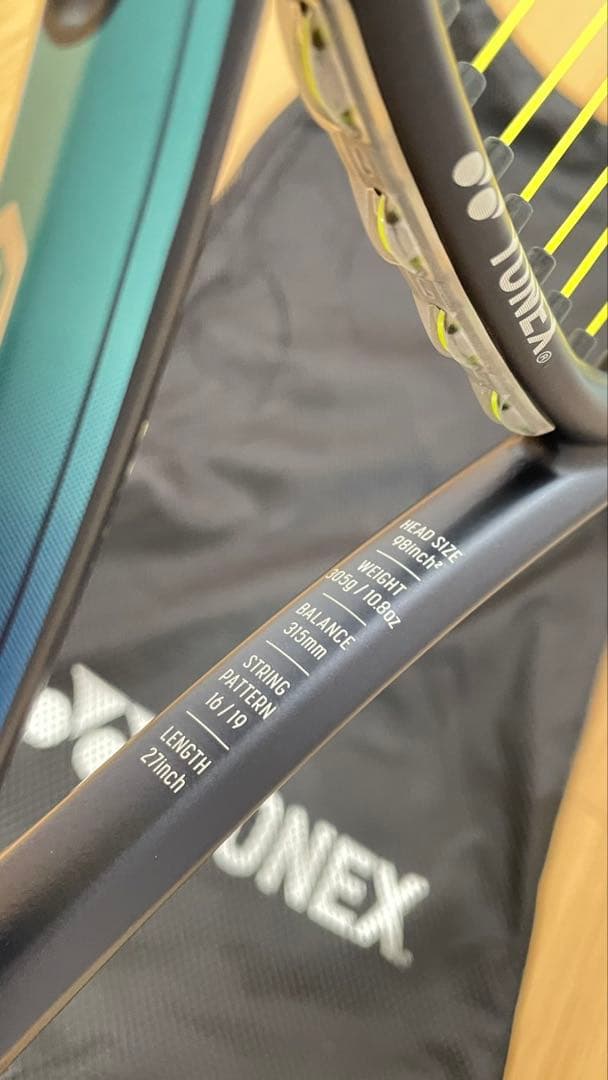 YONEX®
HEAD SIZE
98inch²
WEIGHT
305g / 10.8oz
BALANCE
315mm
STRING
PATTERN
16 / 19
LENGTH
27inch
YONEX